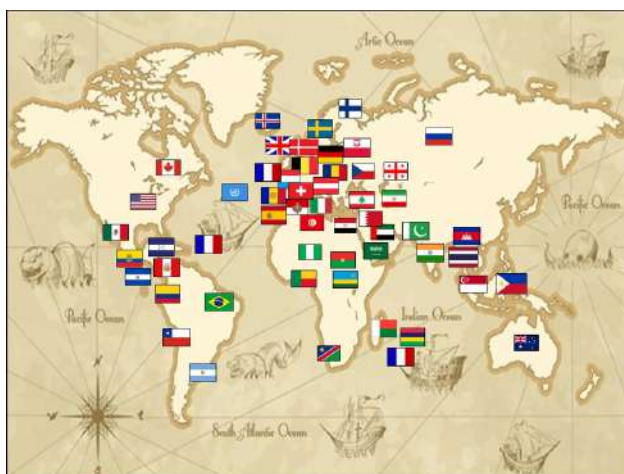 Artic Ocean
Pacific Ocean
Pacific Ocean
Indian Ocean
South Atlantic Ocean